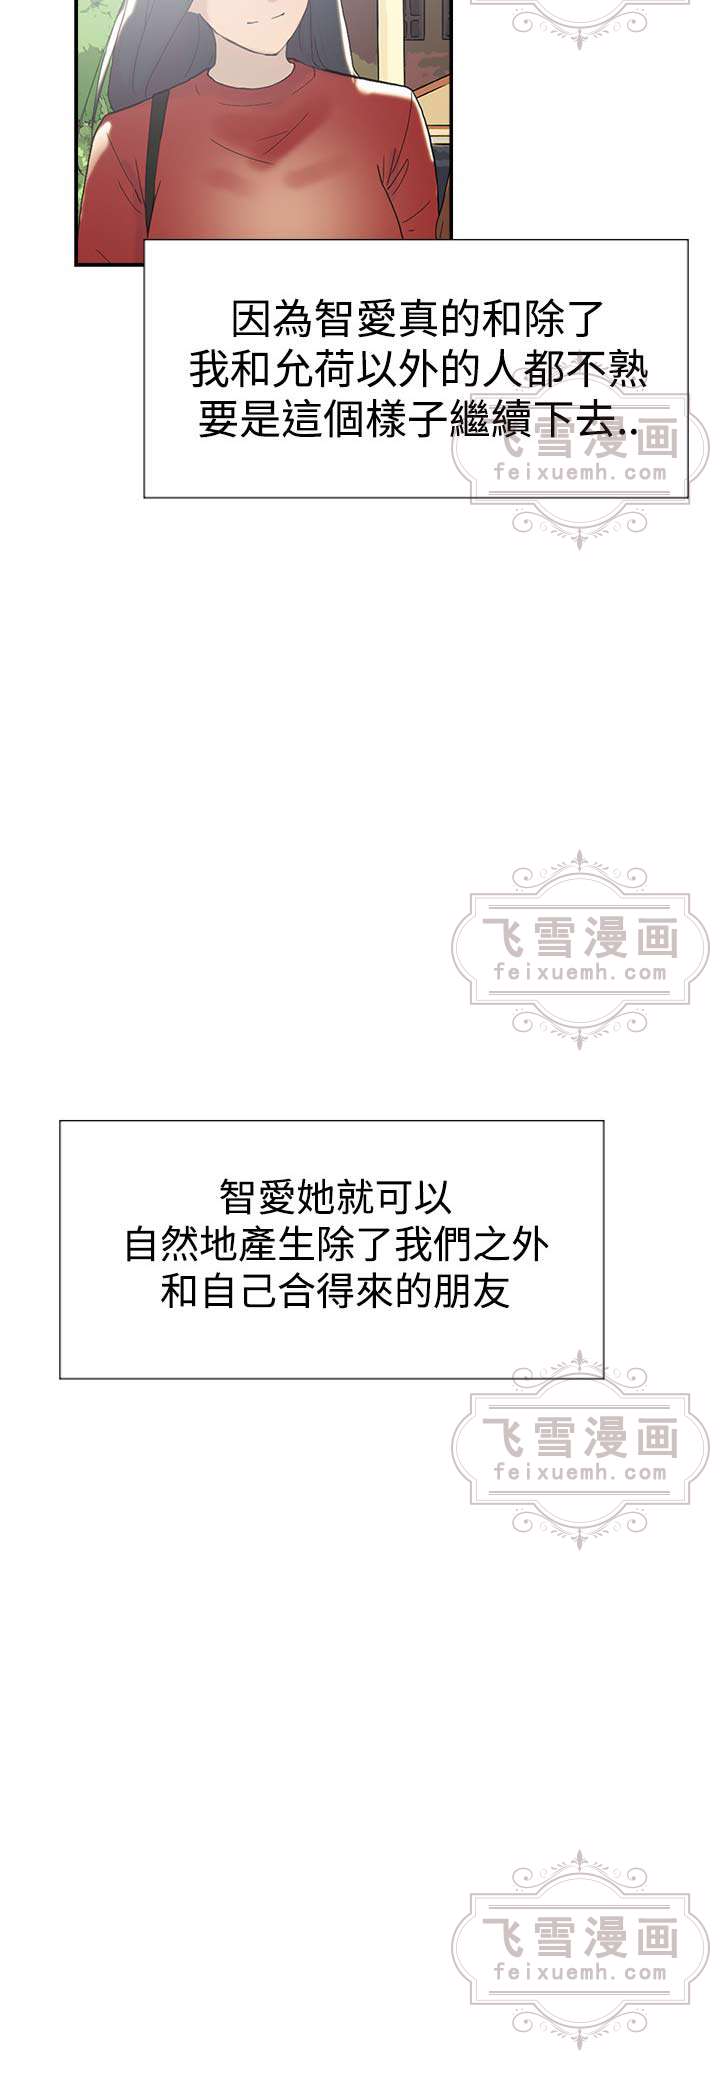 因為智愛真的和除了
我和允荷以外的人都不熟
要是這個樣子繼續下去..
飞雪漫画
feixuemh.com
飞雪漫画
feixuemh.com
智愛她就可以
自然地產生除了我們之外
和自己合得來的朋友
飞雪漫画
feixuemh.com
飞雪漫画
feixuemh.com